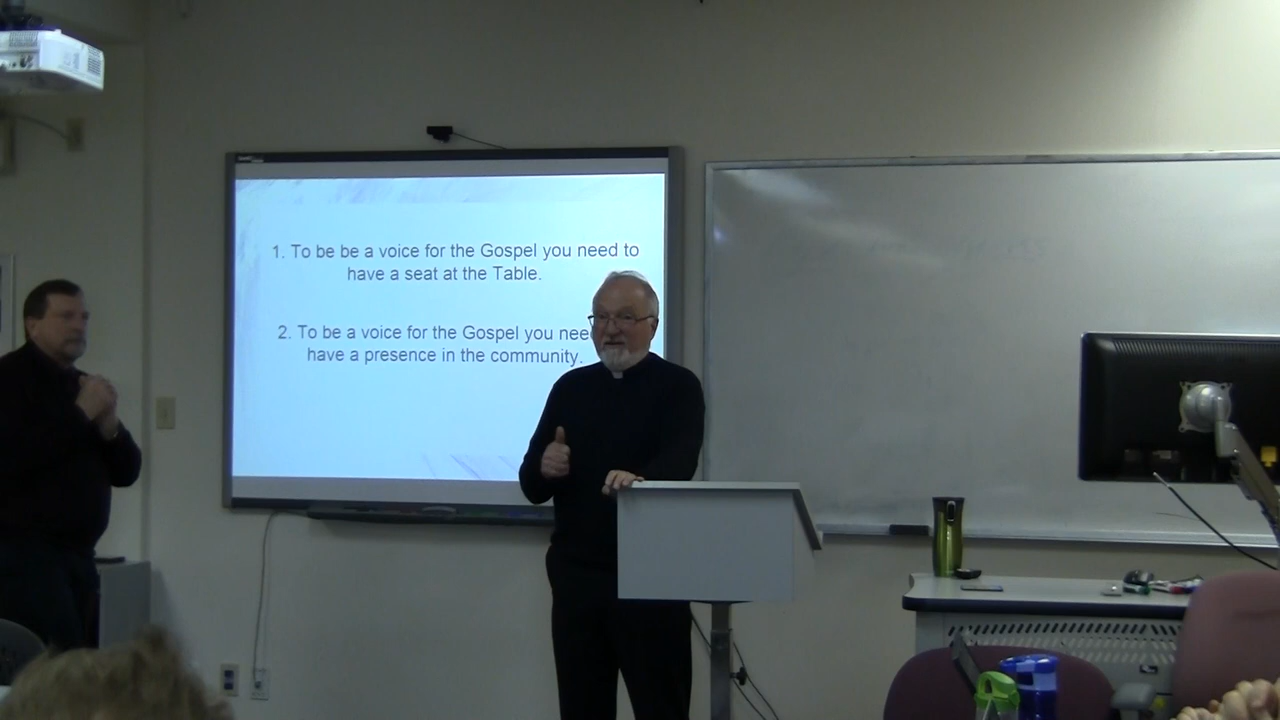 1. To be be a voice for the Gospel you need to
have a seat at the Table.
2. To be a voice for the Gospel you nee
have a presence in the community.